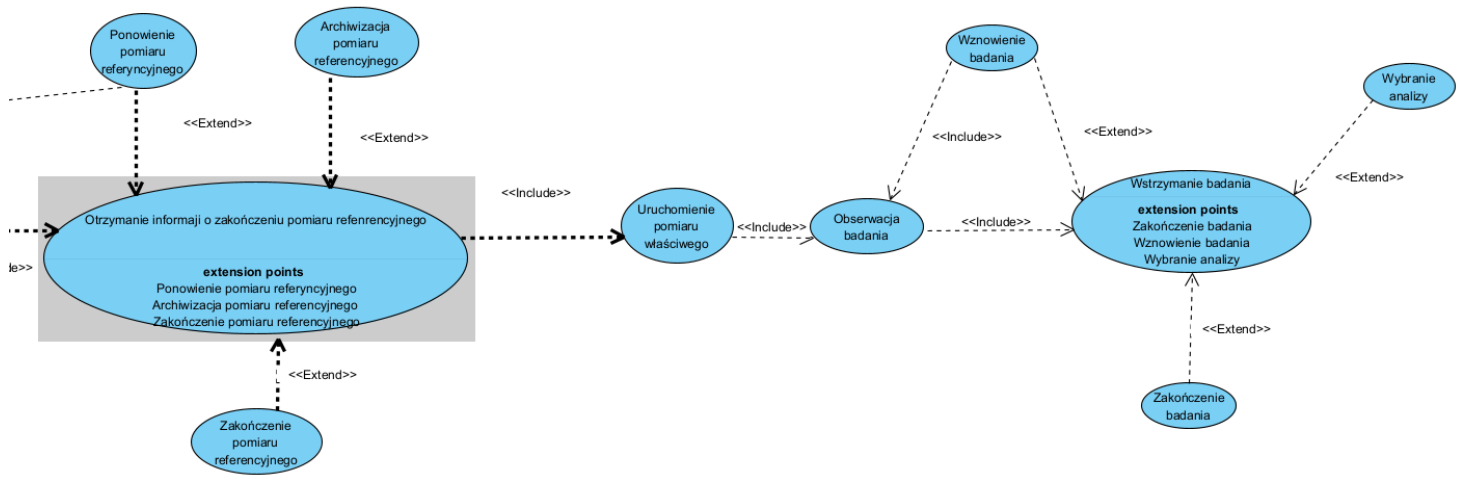 Ponowienie
pomiaru
referyncyjnego
Archiwizacja
pomiaru
referencyjnego
<<Extend>>
<<Extend>>
Otrzymanie informaji o zakończeniu pomiaru refenrencyjnego
extension points
Ponowienie pomiaru referyncyjnego
Archiwizacja pomiaru referencyjnego
Zakończenie pomiaru referencyjnego
de>>
<<Extend>>
Zakończenie
pomiaru
referencyjnego
<<Include>>
Uruchomienie
pomiaru
właściwego
<<Include>>
Obserwacja
badania
<<Include>>
Wznowienie
badania
<<Include>>
<<Extend>>
Wybranie
analizy
<<Extend>>
Wstrzymanie badania
extension points
Zakończenie badania
Wznowienie badania
Wybranie analizy
<<Extend>>
Zakończenie
badania